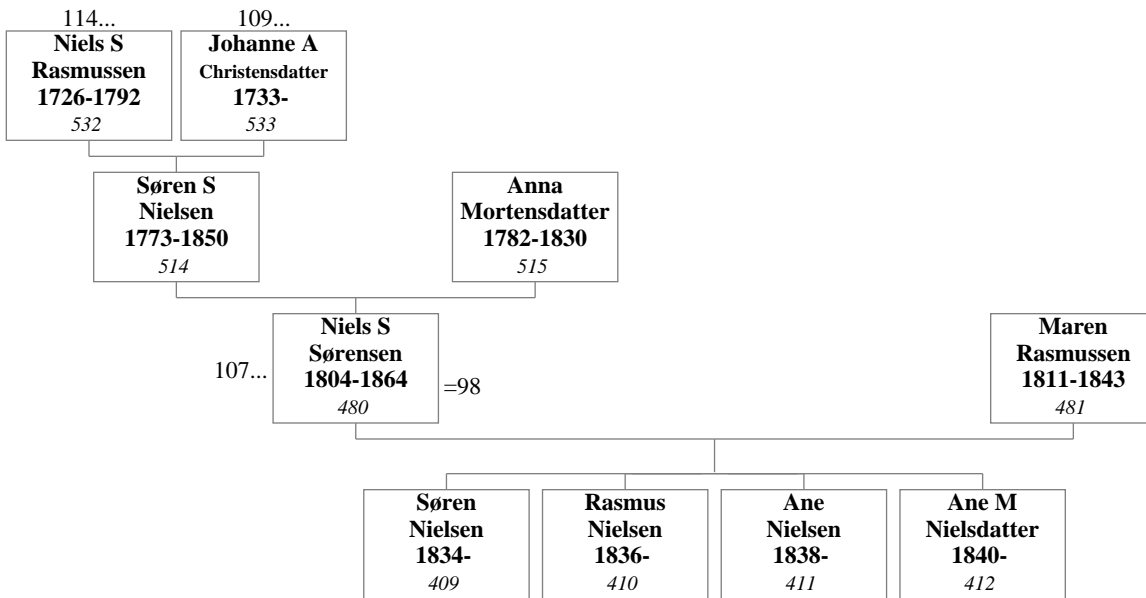 114...
109...
Niels S
Rasmussen
1726-1792
532
Johanne A
Christensdatter
1733-
533
Søren S
Nielsen
1773-1850
514
Anna
Mortensdatter
1782-1830
515
107...
Niels S
Sørensen
1804-1864
480
=98
Maren
Rasmussen
1811-1843
481
Søren
Nielsen
1834-
409
Rasmus
Nielsen
1836-
410
Ane
Nielsen
1838-
411
Ane M
Nielsdatter
1840-
412